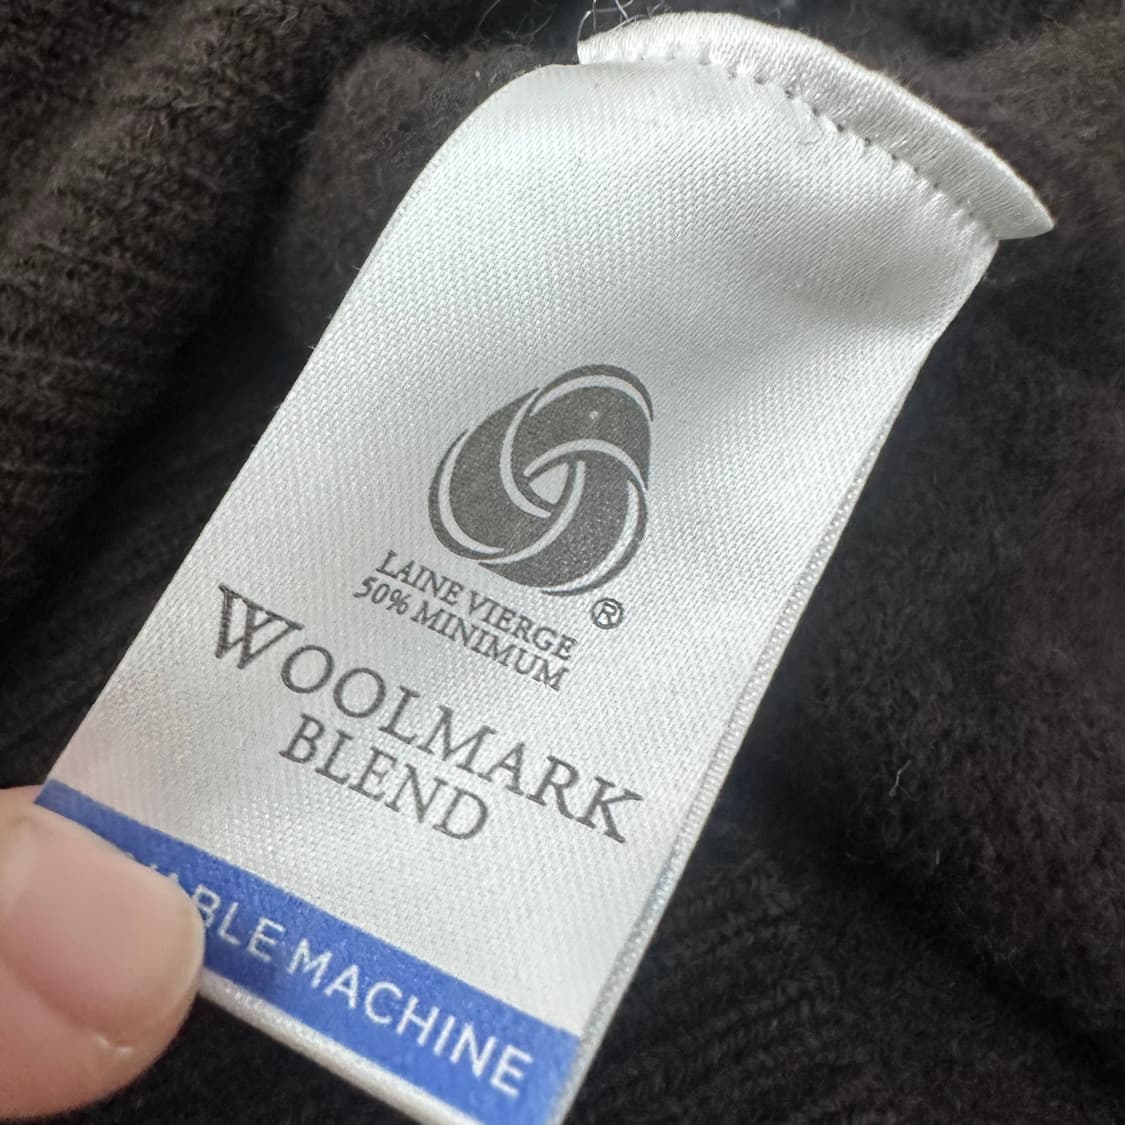 ®
LAINE VIERGE
50% MINIMUM
WOOLMARK
BLEND
MACHINE